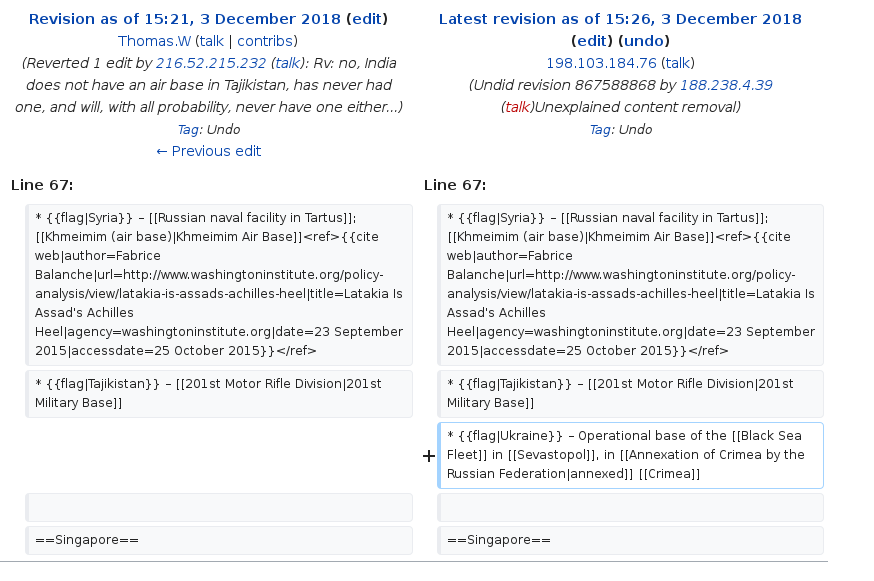 Revision as of 15:21, 3 December 2018 (edit)
Thomas.W (talk | contribs)
(Reverted 1 edit by 216.52.215.232 (talk): Rv: no, India
does not have an air base in Tajikistan, has never had
one, and will, with all probability, never have one either...)
Tag: Undo
← Previous edit
Latest revision as of 15:26, 3 December 2018
(edit) (undo)
198.103.184.76 (talk)
(Undid revision 867588868 by 188.238.4.39
(talk)Unexplained content removal)
Tag: Undo
Line 67:
* {{flag|Syria}} – [[Russian naval facility in Tartus]];
[[Khmeimim (air base)|Khmeimim Air Base]]<ref>{{cite
web|author=Fabrice
Balanche|url=http://www.washingtoninstitute.org/policy-
analysis/view/latakia-is-assads-achilles-heel|title=Latakia Is
Assad's Achilles
Heel|agency=washingtoninstitute.org|date=23 September
2015|accessdate=25 October 2015}}</ref>
* {{flag|Tajikistan}} – [[201st Motor Rifle Division|201st
Military Base]]
==Singapore==
Line 67:
* {{flag|Syria}} – [[Russian naval facility in Tartus]];
[[Khmeimim (air base)|Khmeimim Air Base]]<ref>{{cite
web|author=Fabrice
Balanche|url=http://www.washingtoninstitute.org/policy-
analysis/view/latakia-is-assads-achilles-heel|title=Latakia Is
Assad's Achilles
Heel|agency=washingtoninstitute.org|date=23 September
2015|accessdate=25 October 2015}}</ref>
* {{flag|Tajikistan}} – [[201st Motor Rifle Division|201st
Military Base]]
+ * {{flag|Ukraine}} – Operational base of the [[Black Sea
Fleet]] in [[Sevastopol]], in [[Annexation of Crimea by the
Russian Federation|annexed]] [[Crimea]]
==Singapore==